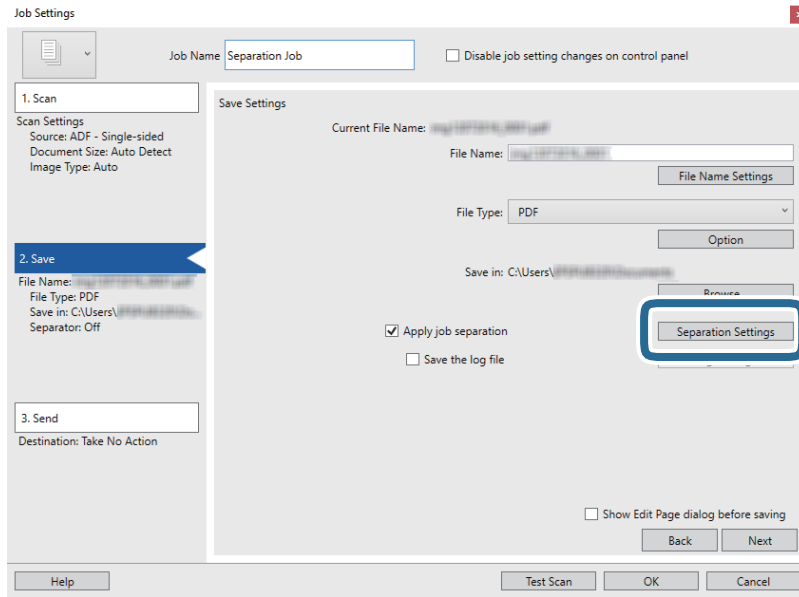 Job Settings
Job Name Separation Job
Disable job setting changes on control panel
1. Scan
Scan Settings
Source: ADF - Single-sided
Document Size: Auto Detect
Image Type: Auto
2. Save
File Name:
File Type: PDF
Save in: C:\Users\
Separator: Off
3. Send
Destination: Take No Action
Save Settings
Current File Name:
File Name:
File Name Settings
File Type: PDF
Option
Save in: C:\Users\
Browse
Apply job separation
Separation Settings
Save the log file
Show Edit Page dialog before saving
Back Next
Help
Test Scan OK Cancel